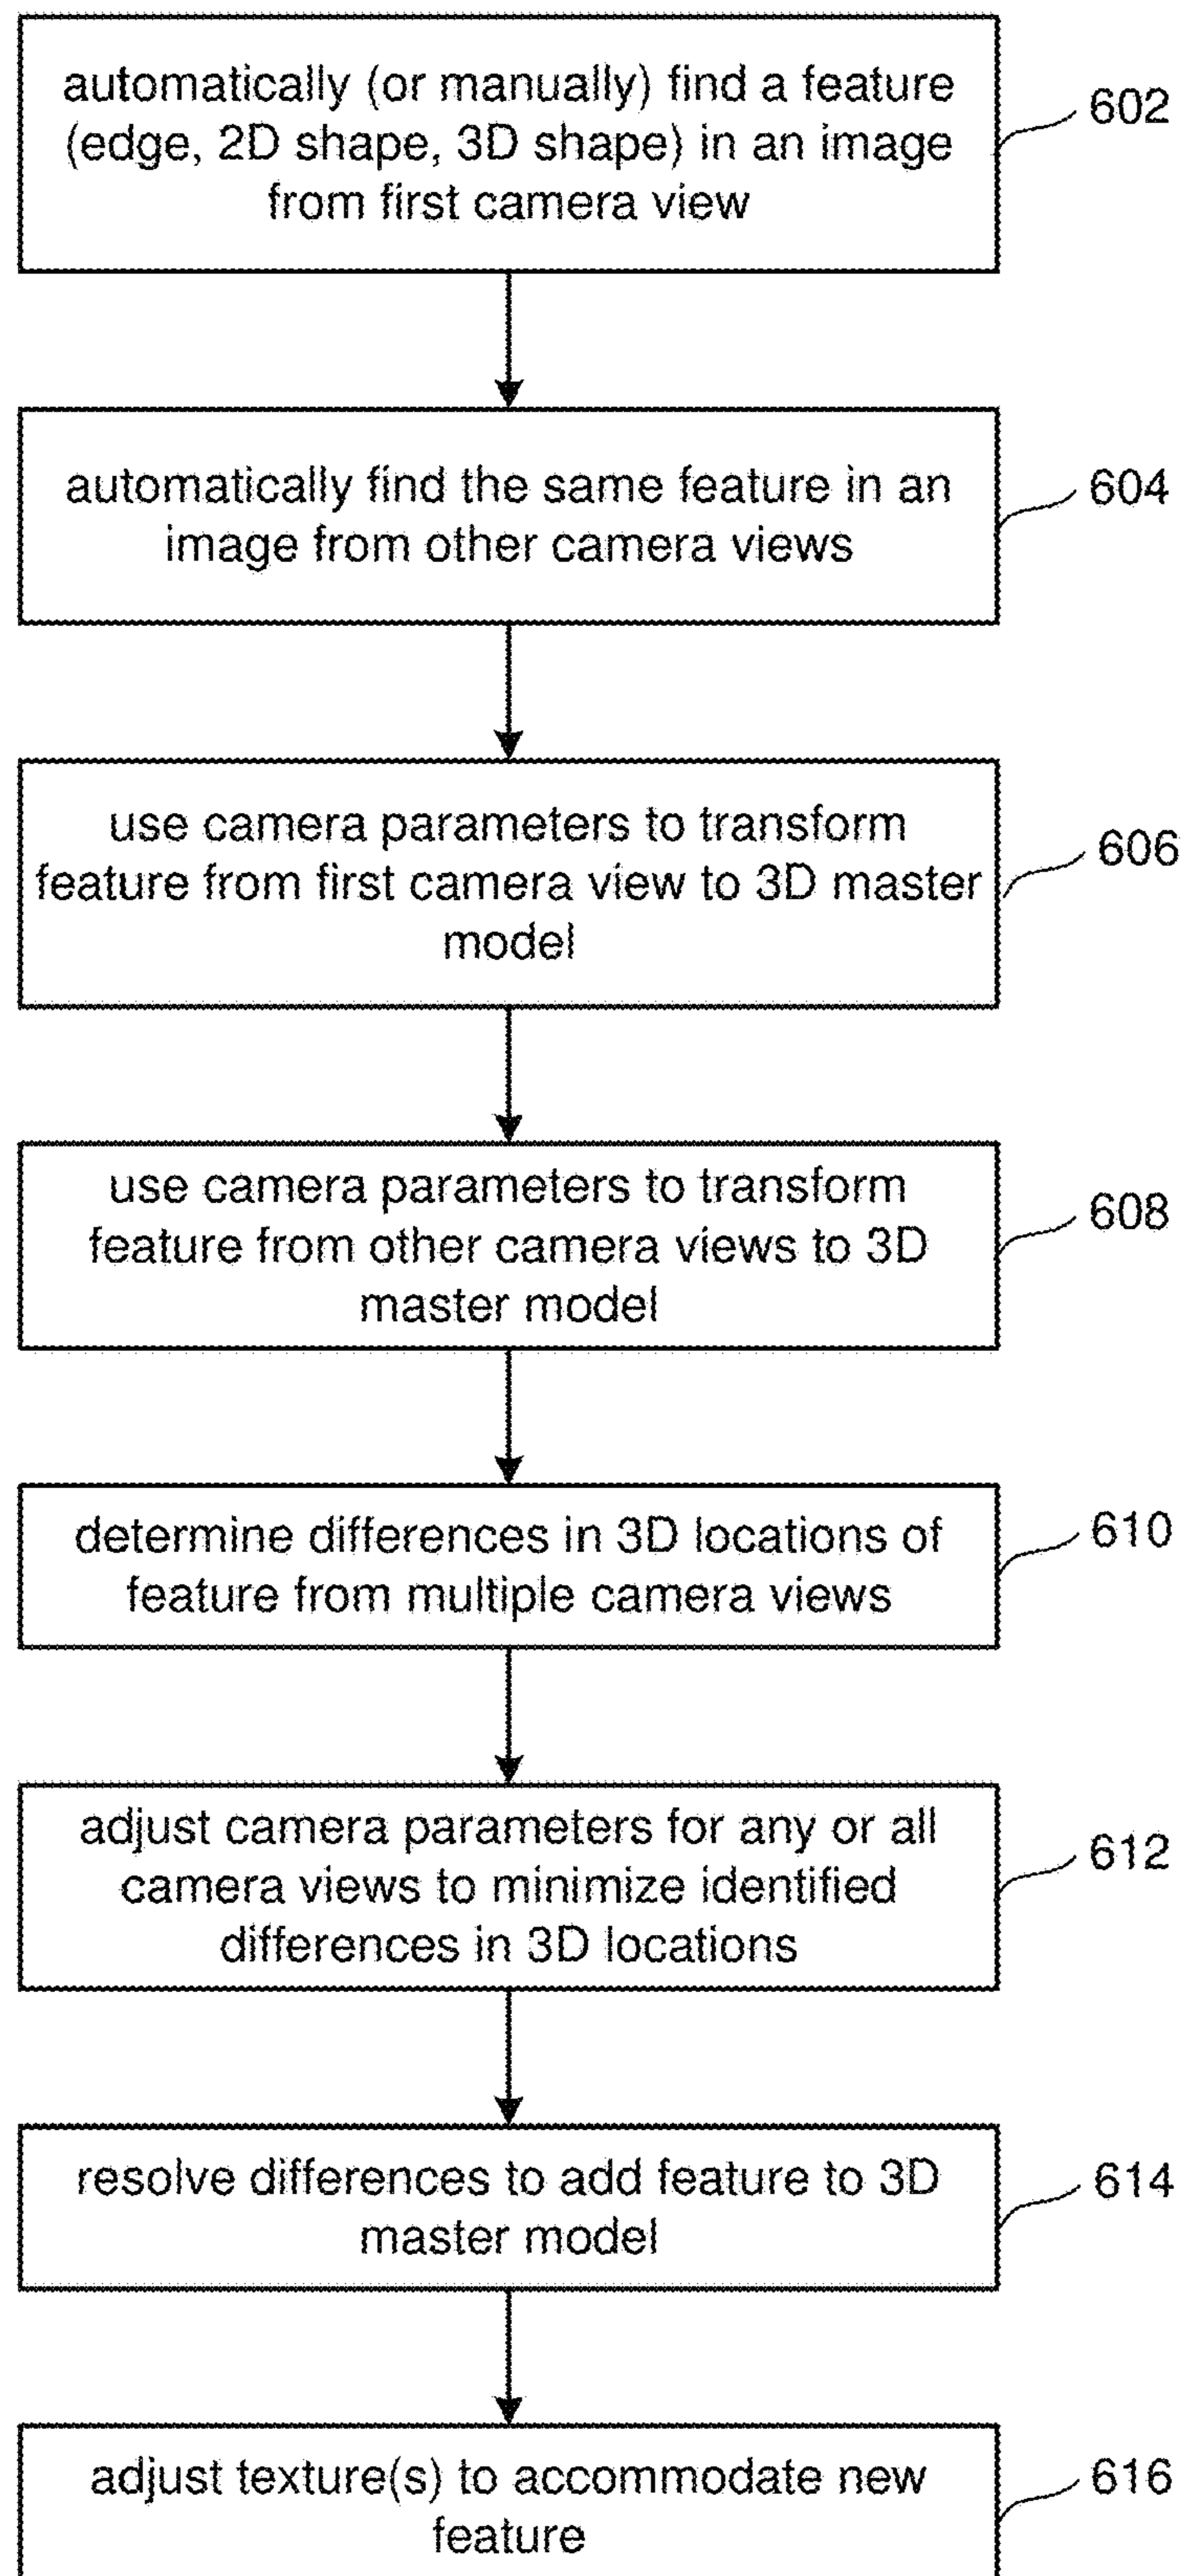 automatically (or manually) find a feature
(edge, 2D shape, 3D shape) in an image
from first camera view
602
automatically find the same feature in an
image from other camera views
604
use camera parameters to transform
feature from first camera view to 3D master
model
606
use camera parameters to transform
feature from other camera views to 3D
master model
608
determine differences in 3D locations of
feature from multiple camera views
610
adjust camera parameters for any or all
camera views to minimize identified
differences in 3D locations
612
resolve differences to add feature to 3D
master model
614
adjust texture(s) to accommodate new
feature
616